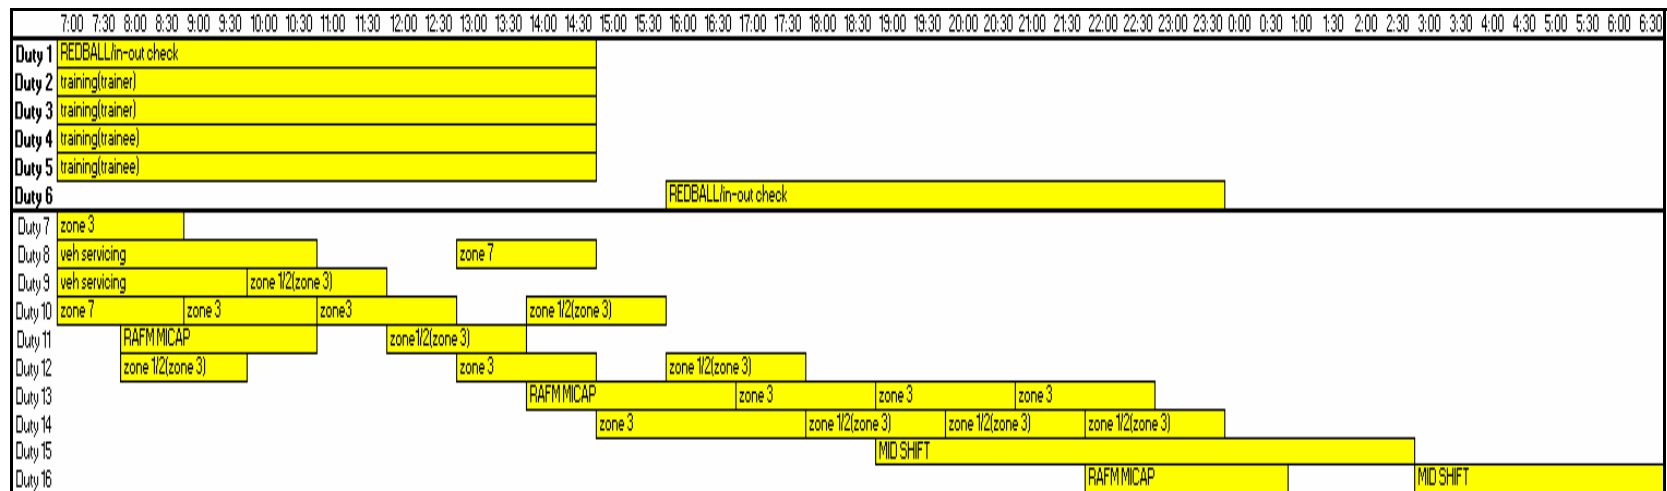 7:00 7:30 8:00 8:30 9:00 9:30 10:00 10:30 11:00 11:30 12:00 12:30 13:00 13:30 14:00 14:30 15:00 15:30 16:00 16:30 17:00 17:30 18:00 18:30 19:00 19:30 20:00 20:30 21:00 21:30 22:00 22:30 23:00 23:30 0:00 0:30 1:00 1:30 2:00 2:30 3:00 3:30 4:00 4:30 5:00 5:30 6:00 6:30
Duty 1 REDBALL/in-out check
Duty 2 training(trainer)
Duty 3 training(trainer)
Duty 4 training(trainee)
Duty 5 training(trainee)
Duty 6 REDBALL/in-out check
Duty 7 zone 3
Duty 8 veh servicing zone 7
Duty 9 veh servicing zone 1/2(zone 3)
Duty 10 zone 7 zone 3 zone3 zone 1/2(zone 3)
Duty 11 RAFM MICAP zone1/2(zone 3)
Duty 12 zone 1/2(zone 3) zone 3 zone 1/2(zone 3)
Duty 13 RAFM MICAP zone 3 zone 3 zone 3
Duty 14 zone 3 zone 1/2(zone 3) zone 1/2(zone 3) zone 1/2(zone 3)
Duty 15 MID SHIFT
Duty 16 RAFM MICAP MID SHIFT